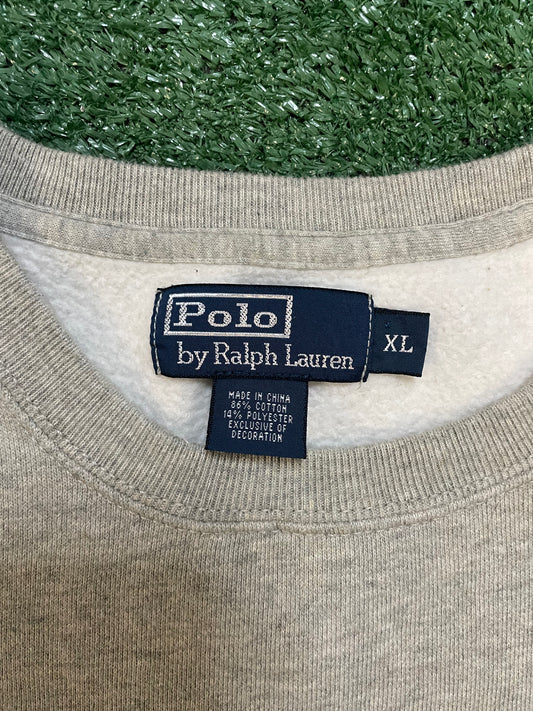 Polo
by Ralph Lauren
XL
MADE IN CHINA
86% COTTON
14% POLYESTER
EXCLUSIVE OF
DECORATION